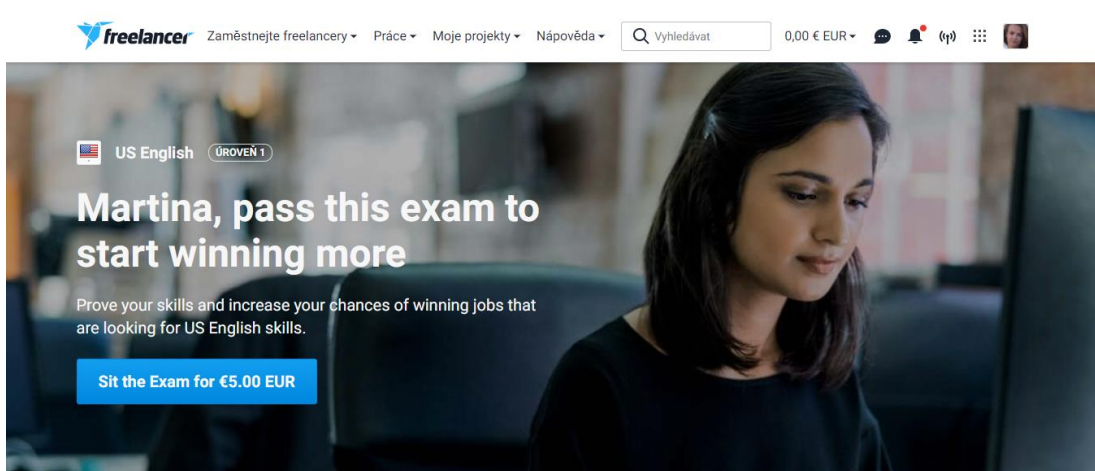 freelancer Zaměstnejte freelancery Práce Moje projekty Nápověda Vyhledávat 0,00 € EUR
US English ÚROVEŇ 1
Martina, pass this exam to
start winning more
Prove your skills and increase your chances of winning jobs that
are looking for US English skills.
Sit the Exam for €5.00 EUR